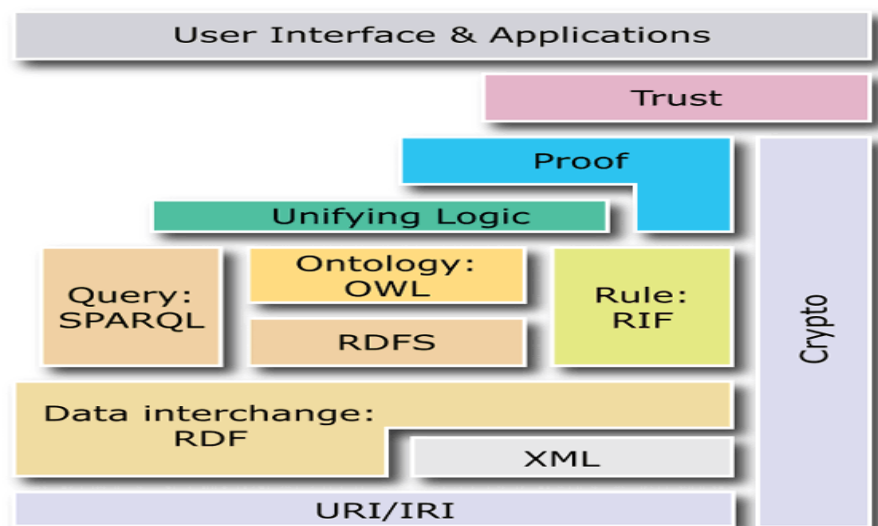 User Interface & Applications
Trust
Proof
Unifying Logic
Query:
SPARQL
Ontology:
OWL
RDFS
Rule:
RIF
Crypto
Data interchange:
RDF
XML
URI/IRI